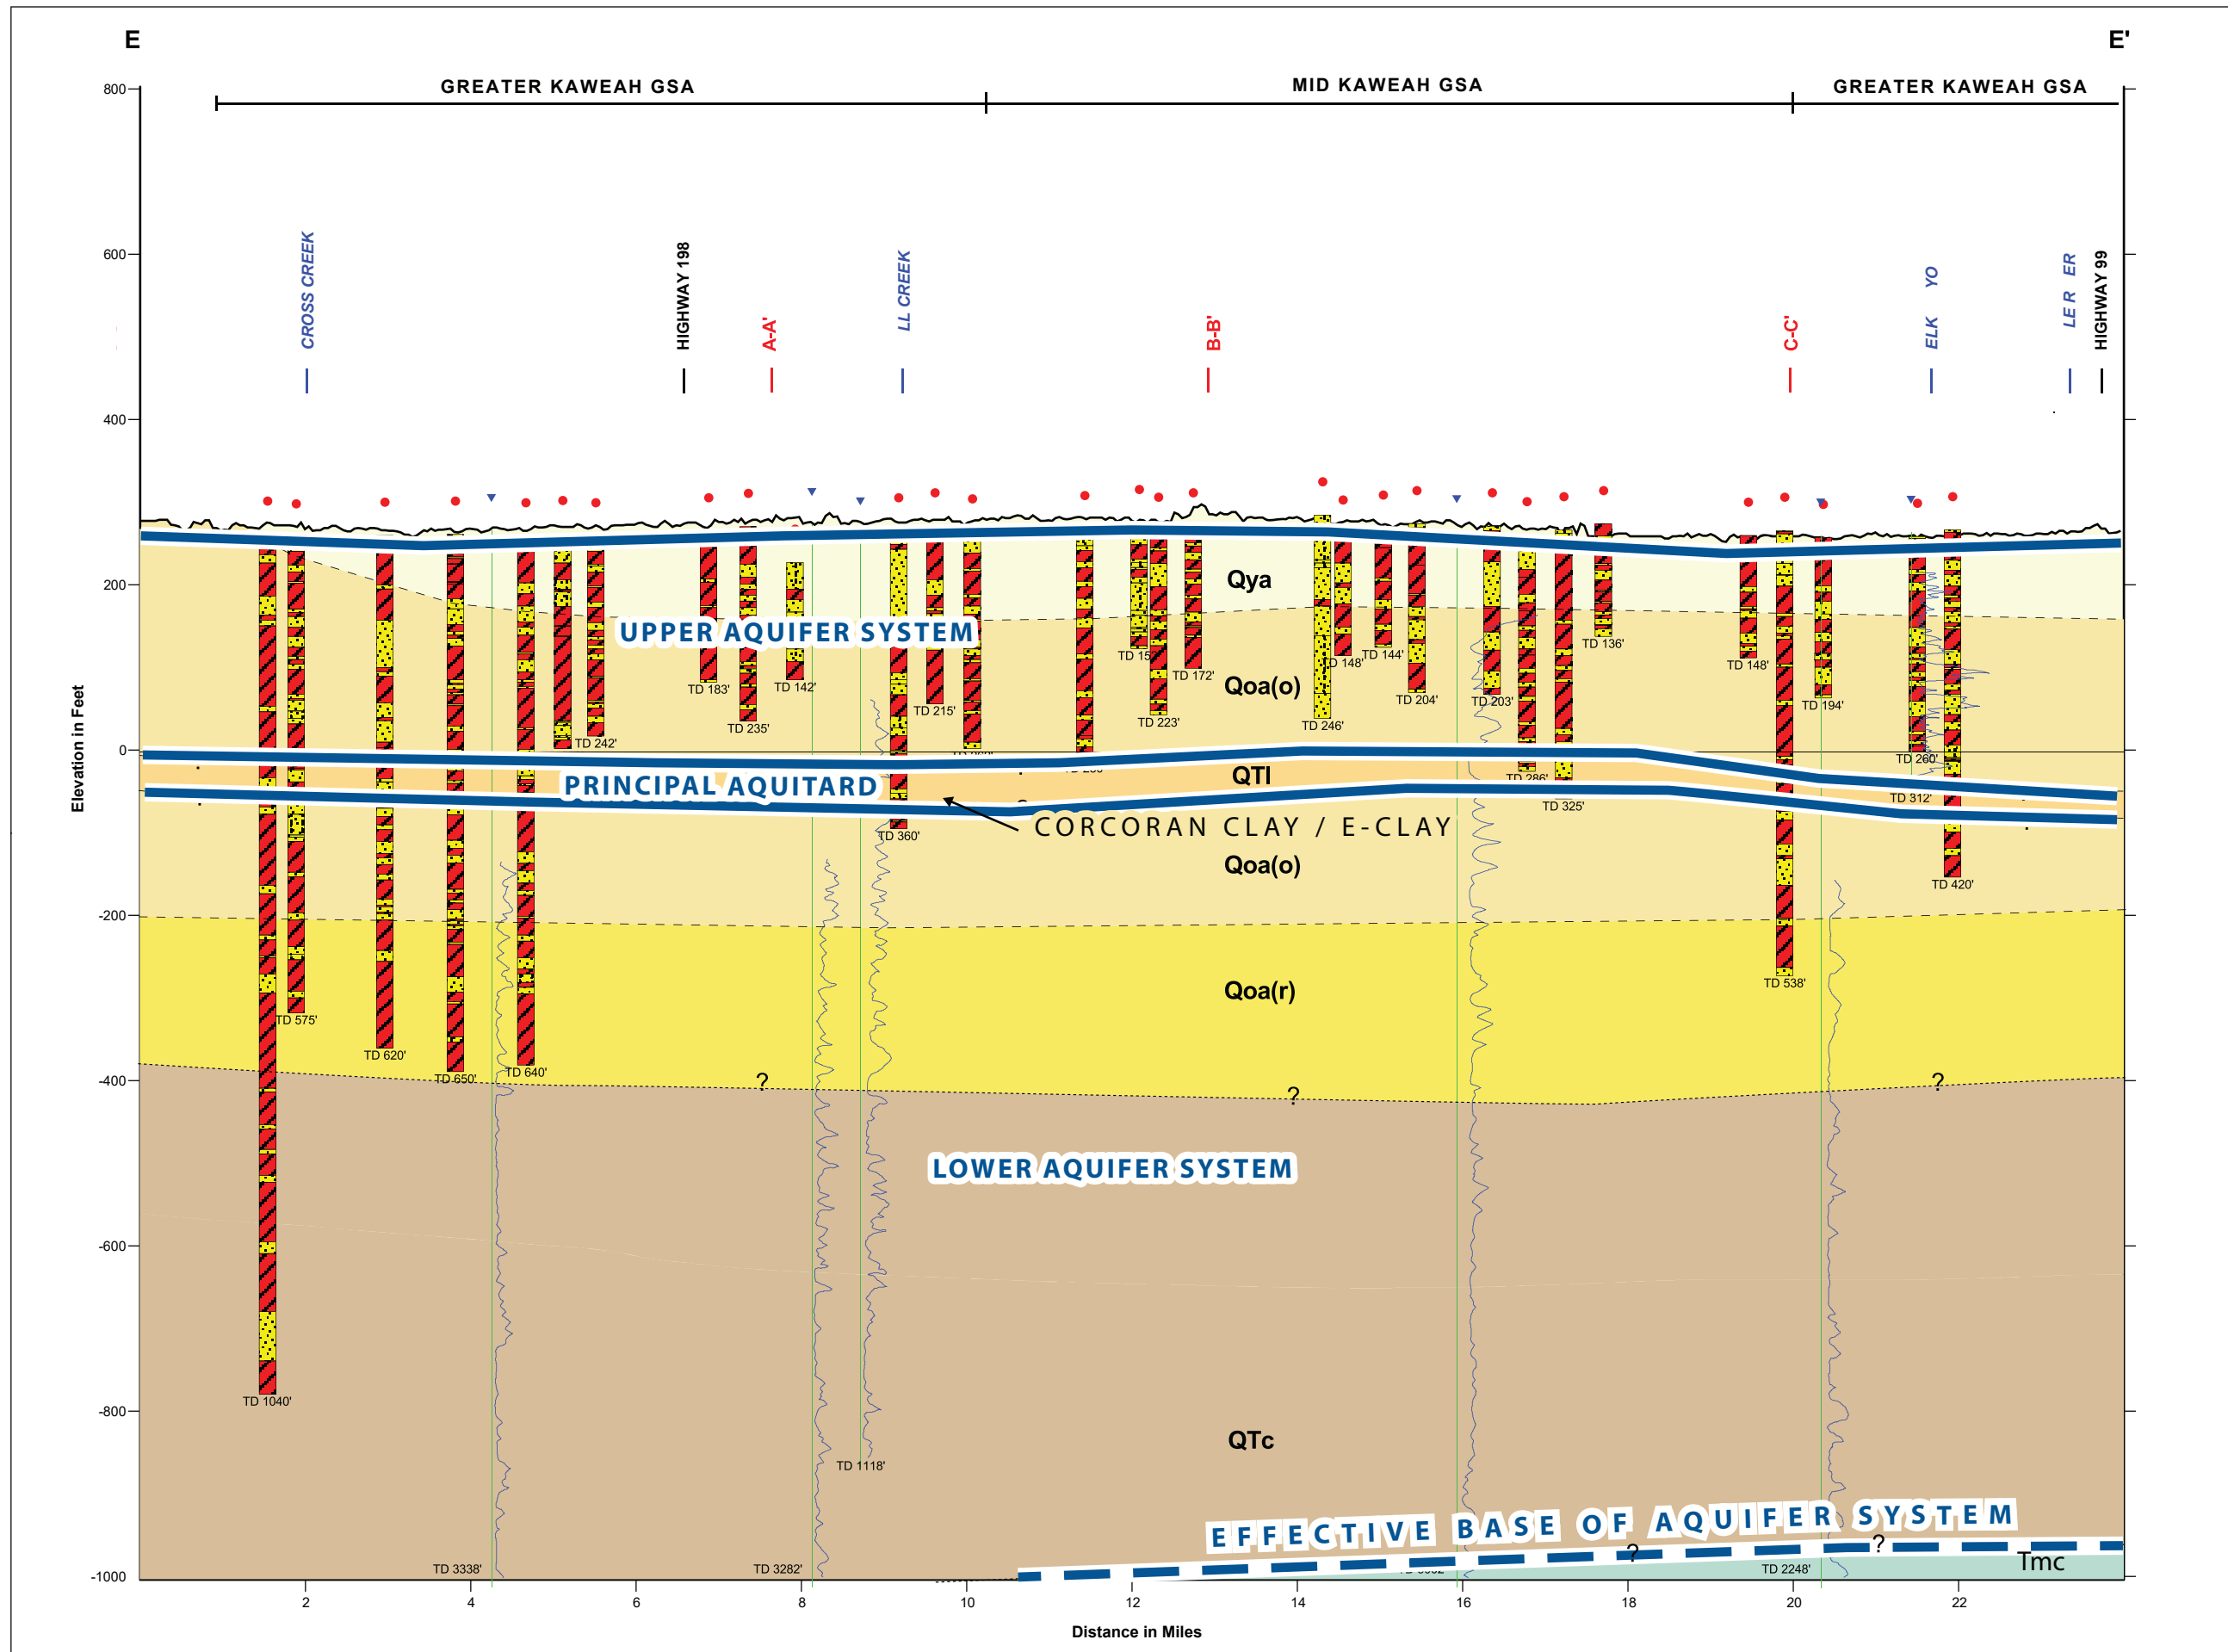 E
E'
GREATER KAWEAH GSA
MID KAWEAH GSA
GREATER KAWEAH GSA
800
600
400
200
0
-200
-400
-600
-800
-1000
Elevation in Feet
CROSS CREEK
HIGHWAY 198
A-A'
LL CREEK
B-B'
C-C'
ELK YO
LE R ER
HIGHWAY 99
Qya
UPPER AQUIFER SYSTEM
Qoa(o)
TD 242'
TD 183'
TD 235'
TD 142'
TD 215'
TD 15
TD 223'
TD 172'
TD 246'
TD 148'
TD 144'
TD 204'
TD 203'
TD 286'
TD 325'
TD 136'
TD 148'
TD 194'
TD 260'
TD 312'
QTl
PRINCIPAL AQUITARD
CORCORAN CLAY / E-CLAY
TD 360'
Qoa(o)
TD 420'
TD 538'
Qoa(r)
TD 575'
TD 620'
TD 650'
TD 640'
?
?
?
LOWER AQUIFER SYSTEM
TD 1040'
QTc
TD 1118'
EFFECTIVE BASE OF AQUIFER SYSTEM
?
?
Tmc
TD 3338'
TD 3282'
TD 2248'
2
4
6
8
10
12
14
16
18
20
22
Distance in Miles